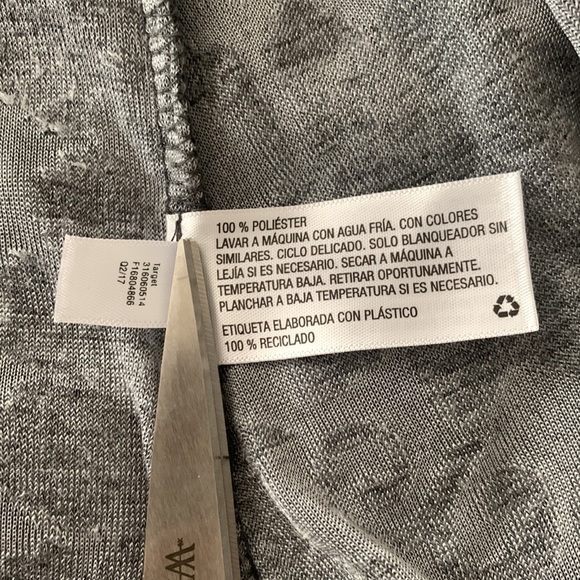 100 % POLIÉSTER
LAVAR A MÁQUINA CON AGUA FRÍA. CON COLORES
SIMILARES. CICLO DELICADO. SOLO BLANQUEADOR SIN
LEJÍA SI ES NECESARIO. SECAR A MÁQUINA A
TEMPERATURA BAJA. RETIRAR OPORTUNAMENTE.
PLANCHAR A BAJA TEMPERATURA SI ES NECESARIO.
ETIQUETA ELABORADA CON PLÁSTICO
100 % RECICLADO
Target
316060514
F16804866
Q2/17